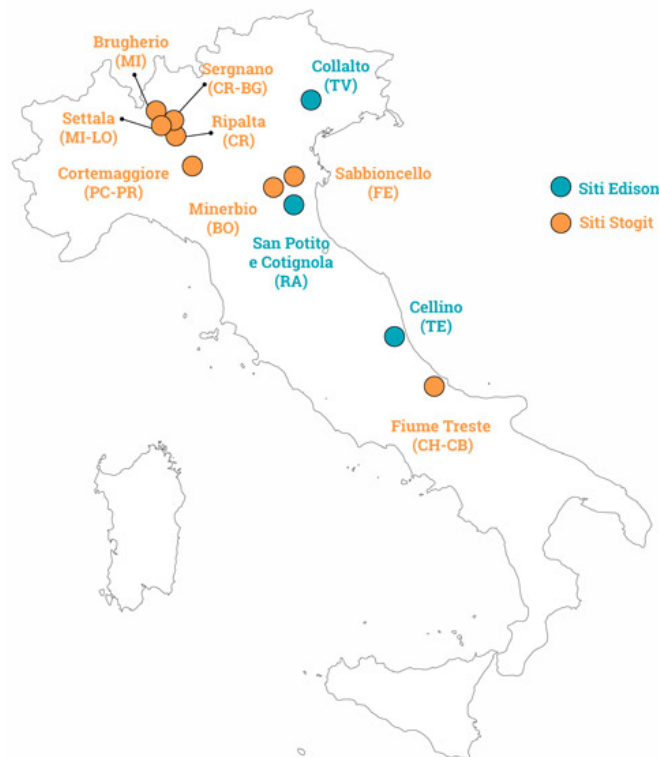 Brugherio
(MI)
Sergnano
(CR-BG)
Collalto
(TV)
Settala
(MI-LO)
Ripalta
(CR)
Cortemaggiore
(PC-PR)
Minerbio
(BO)
Sabbioncello
(FE)
San Potito
e Cotignola
(RA)
Siti Edison
Siti Stogit
Cellino
(TE)
Fiume Treste
(CH-CB)